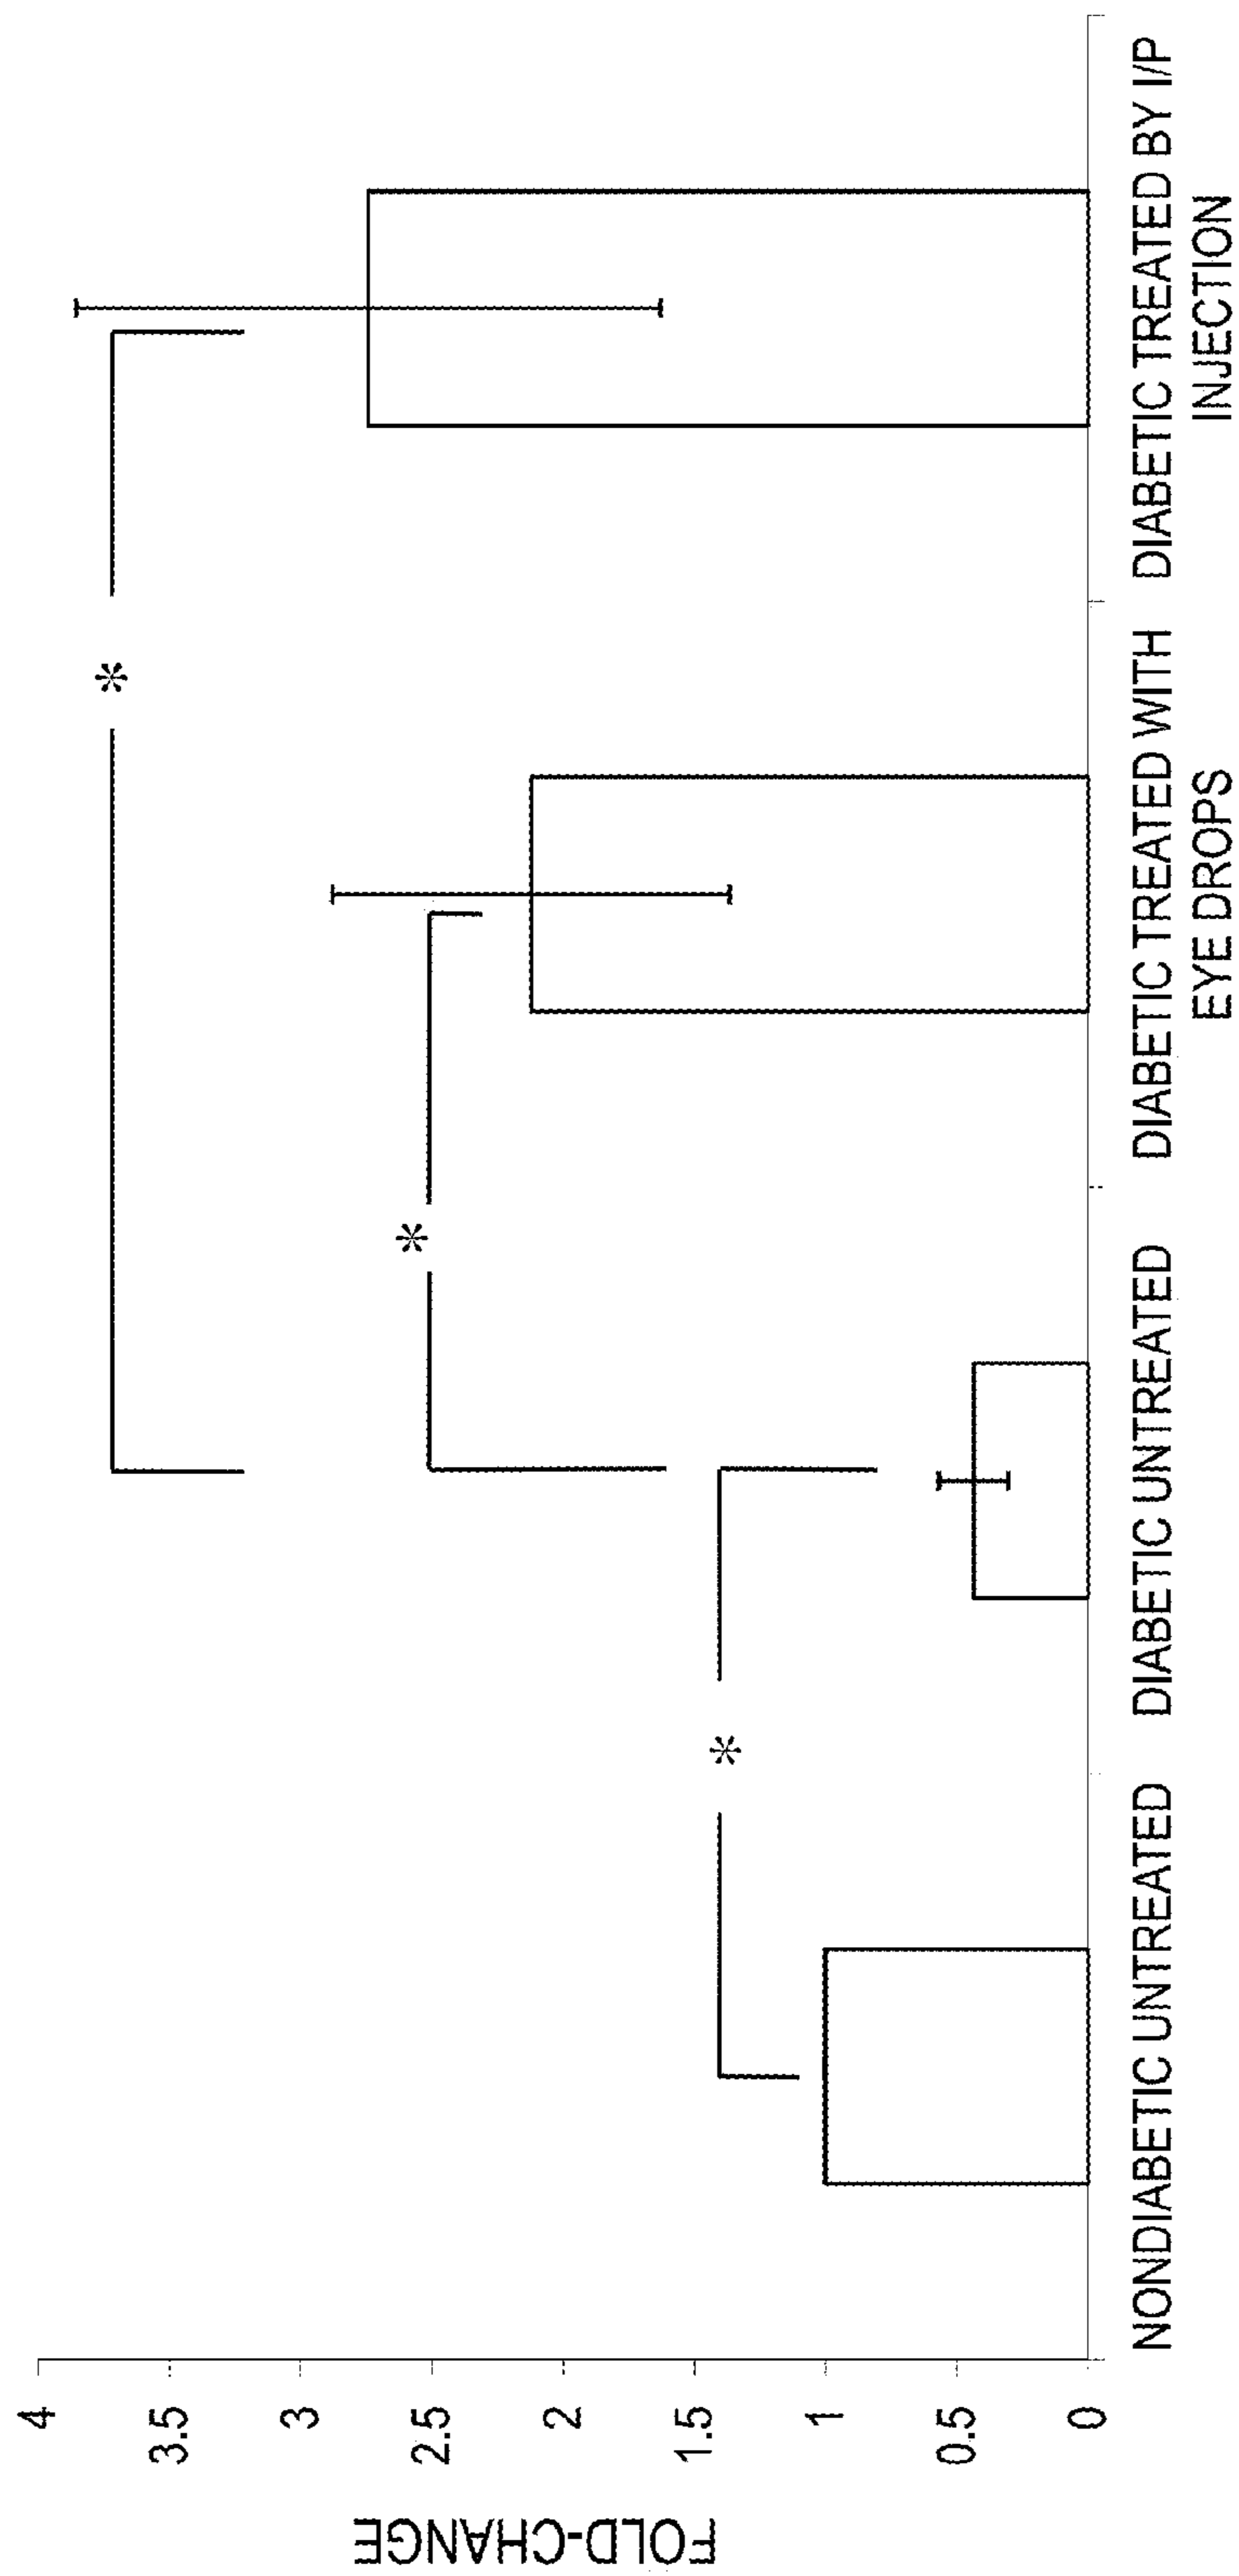 FOLD-CHANGE
4
3.5
3
2.5
2
1.5
1
0.5
0
*
*
*
NONDIABETIC UNTREATED
DIABETIC UNTREATED
DIABETIC TREATED WITH
EYE DROPS
DIABETIC TREATED BY I/P
INJECTION